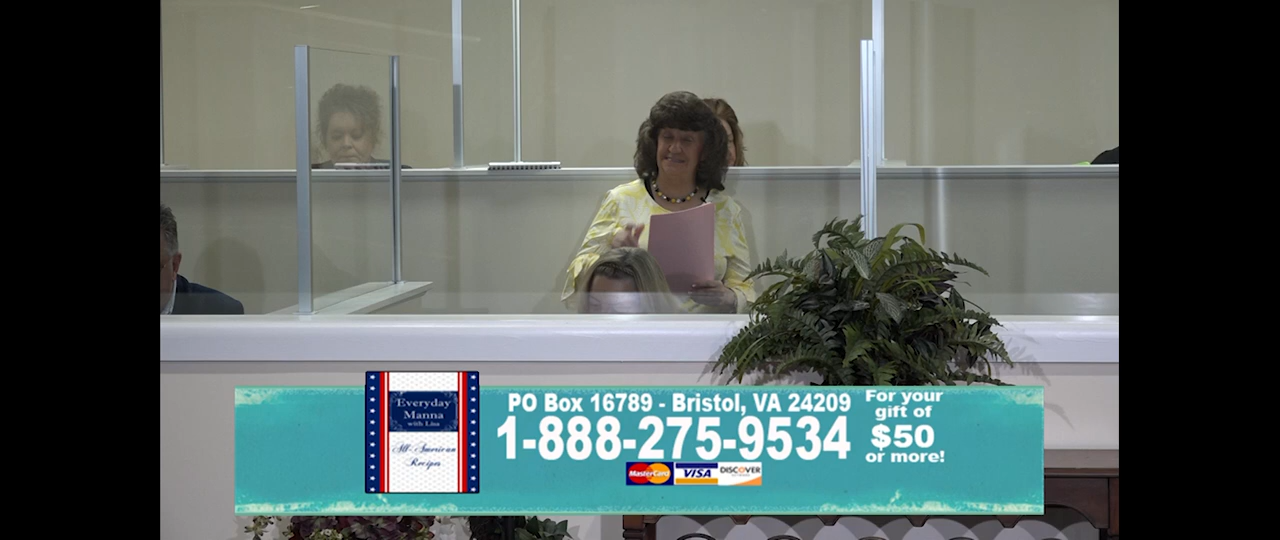 Everyday
Manna
with Lisa
All-American
Recipes
PO Box 16789 - Bristol, VA 24209
1-888-275-9534
MasterCard
VISA
DISCOVER
For your
gift of
$50
or more!